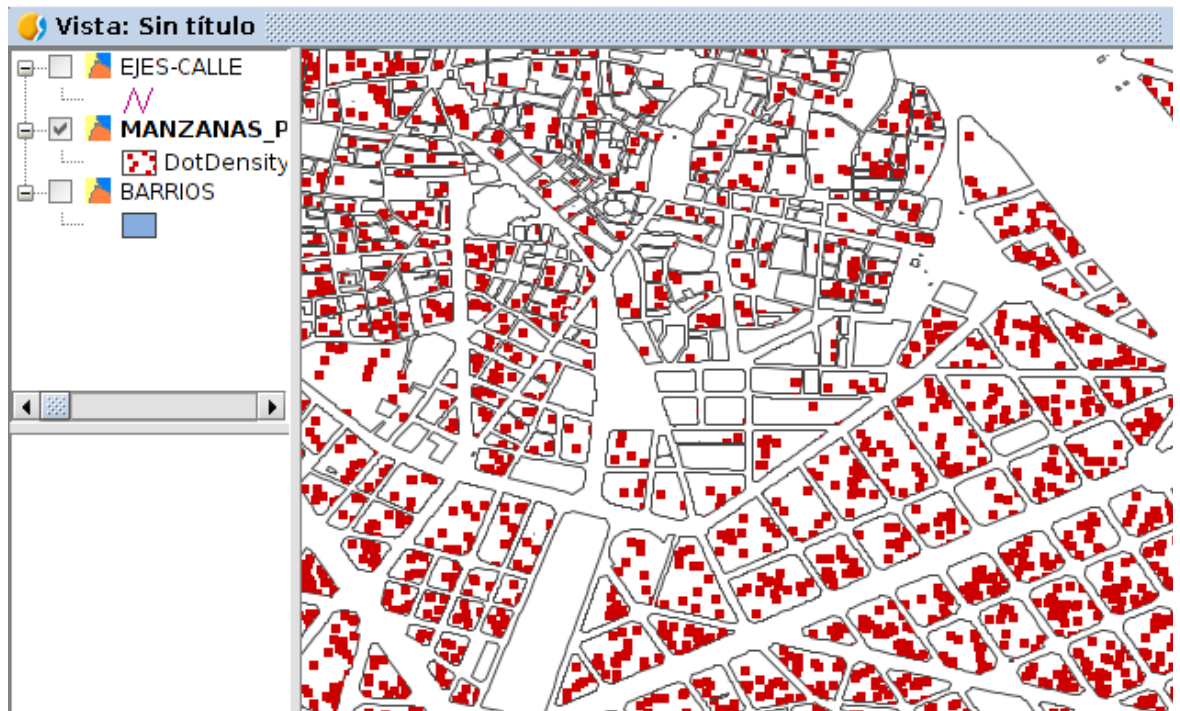 Vista: Sin título
EJES-CALLE
MANZANAS_P
DotDensity
BARRIOS